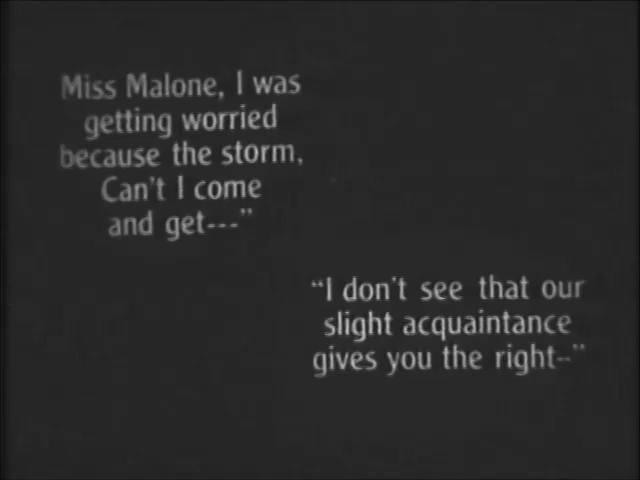 Miss Malone, I was
getting worried
because the storm,
Can't I come
and get---"
"I don't see that our
slight acquaintance
gives you the right--"